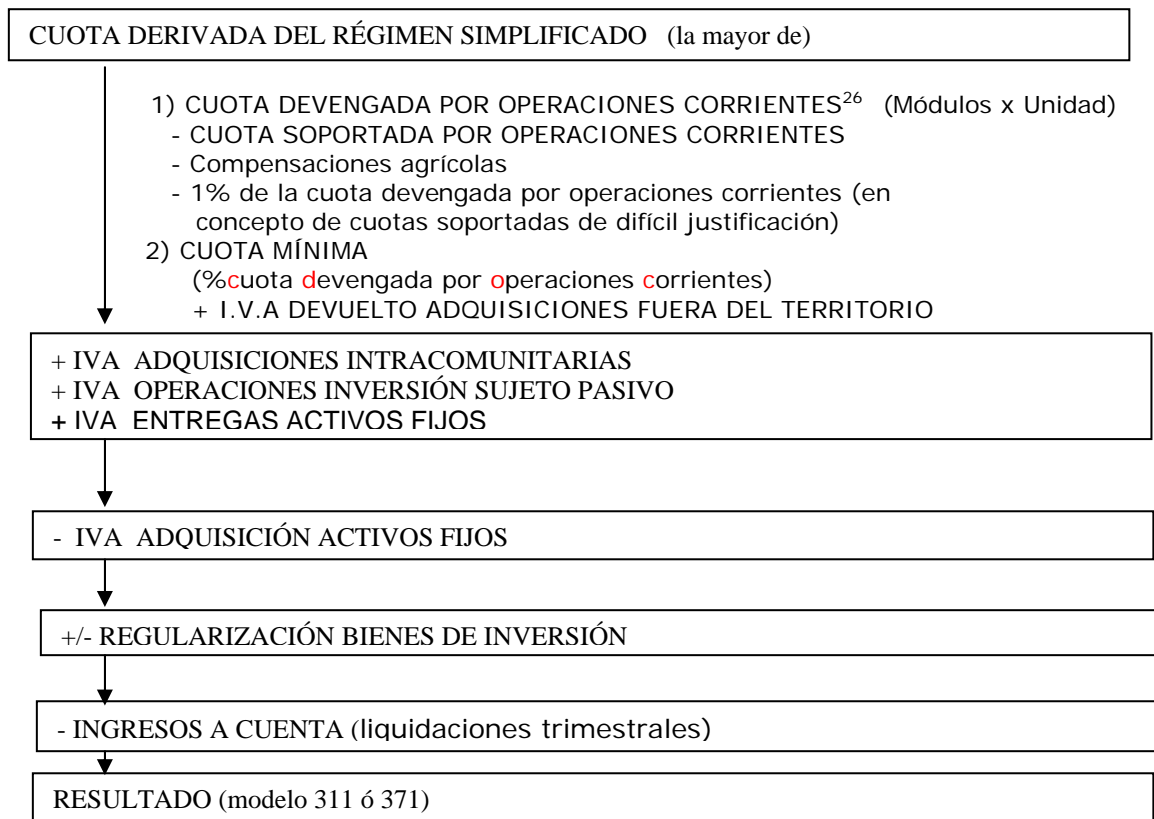 CUOTA DERIVADA DEL RÉGIMEN SIMPLIFICADO (la mayor de)
1) CUOTA DEVENGADA POR OPERACIONES CORRIENTES26 (Módulos x Unidad)
- CUOTA SOPORTADA POR OPERACIONES CORRIENTES
- Compensaciones agrícolas
- 1% de la cuota devengada por operaciones corrientes (en
concepto de cuotas soportadas de difícil justificación)
2) CUOTA MÍNIMA
(%cuota devengada por operaciones corrientes)
+ I.V.A DEVUELTO ADQUISICIONES FUERA DEL TERRITORIO
+ IVA ADQUISICIONES INTRACOMUNITARIAS
+ IVA OPERACIONES INVERSIÓN SUJETO PASIVO
+ IVA ENTREGAS ACTIVOS FIJOS
- IVA ADQUISICIÓN ACTIVOS FIJOS
+/- REGULARIZACIÓN BIENES DE INVERSIÓN
- INGRESOS A CUENTA (liquidaciones trimestrales)
RESULTADO (modelo 311 ó 371)